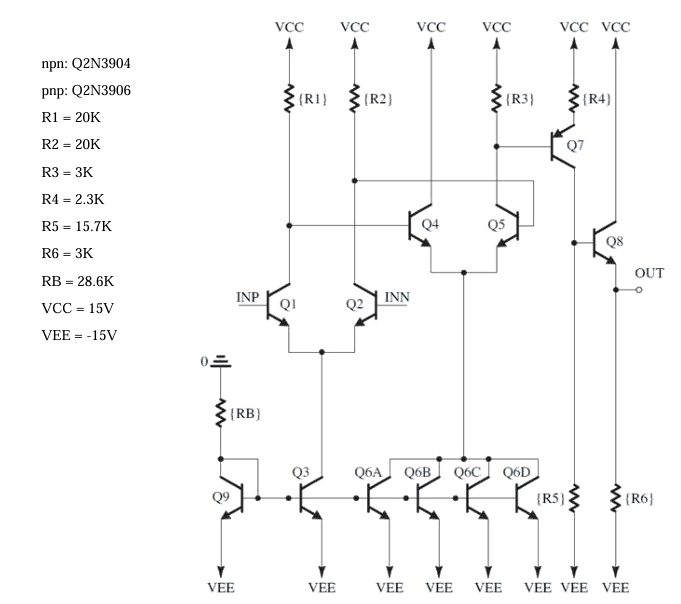 npn: Q2N3904
pnp: Q2N3906
R1 = 20K
R2 = 20K
R3 = 3K
R4 = 2.3K
R5 = 15.7K
R6 = 3K
RB = 28.6K
VCC = 15V
VEE = -15V
VCC VCC VCC VCC VCC VCC
{R1} {R2} {R3} {R4}
Q7
Q4 Q5 Q8
OUT
INP Q1 Q2 INN
0
{RB}
Q9 Q3 Q6A Q6B Q6C Q6D {R5} {R6}
VEE VEE VEE VEE VEE VEE VEE VEE